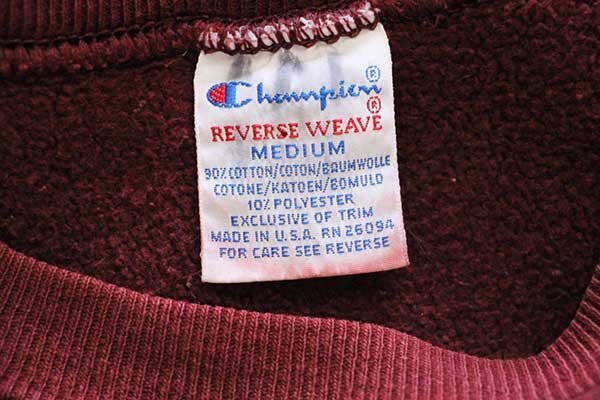 Champion®
®
REVERSE WEAVE
MEDIUM
90% COTTON/COTON/BAUMWOLLE
COTONE/KATOEN/BOMULD
10% POLYESTER
EXCLUSIVE OF TRIM
MADE IN U.S.A. RN 26094
FOR CARE SEE REVERSE